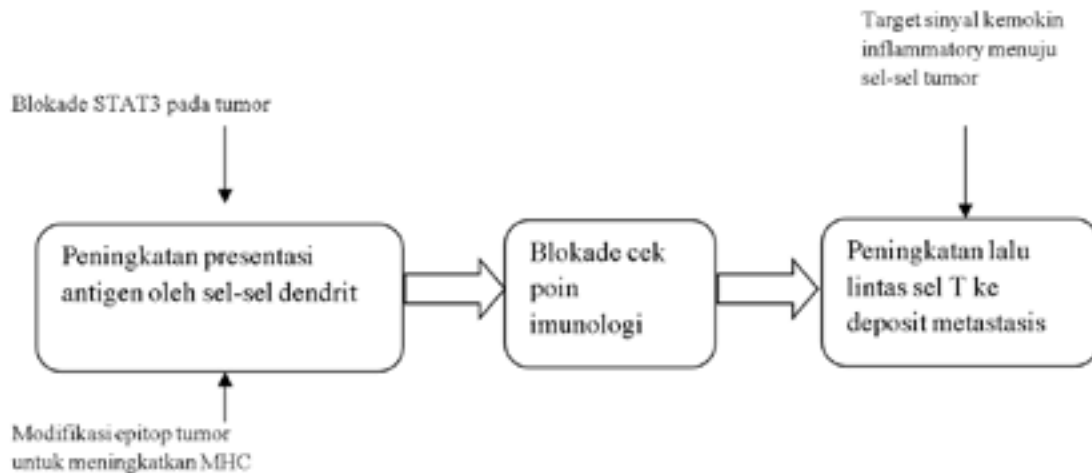 Target sinyal kemokin
inflammatory menuju
sel-sel tumor
Blokade STAT3 pada tumor
Peningkatan presentasi
antigen oleh sel-sel dendrit
Blokade cek
poin
imunologi
Peningkatan lalu
lintas sel T ke
deposit metastasis
Modifikasi epitop tumor
untuk meningkatkan MHC